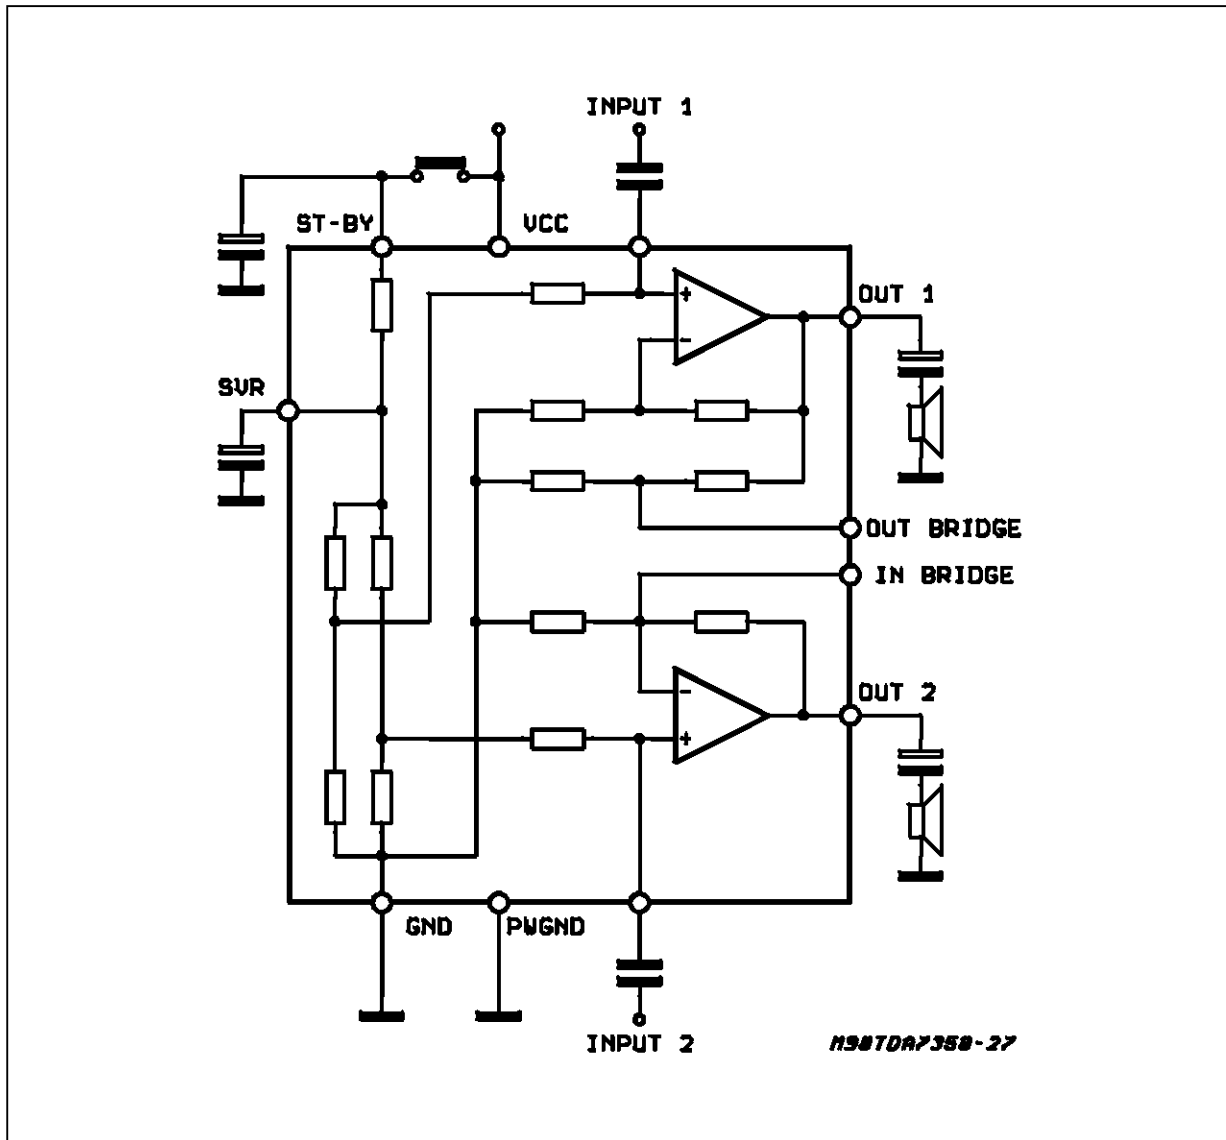 INPUT 1
ST-BY
VCC
OUT 1
+
-
SVR
OUT BRIDGE
IN BRIDGE
OUT 2
-
+
GND
PWGND
INPUT 2
M90TDA7350-27